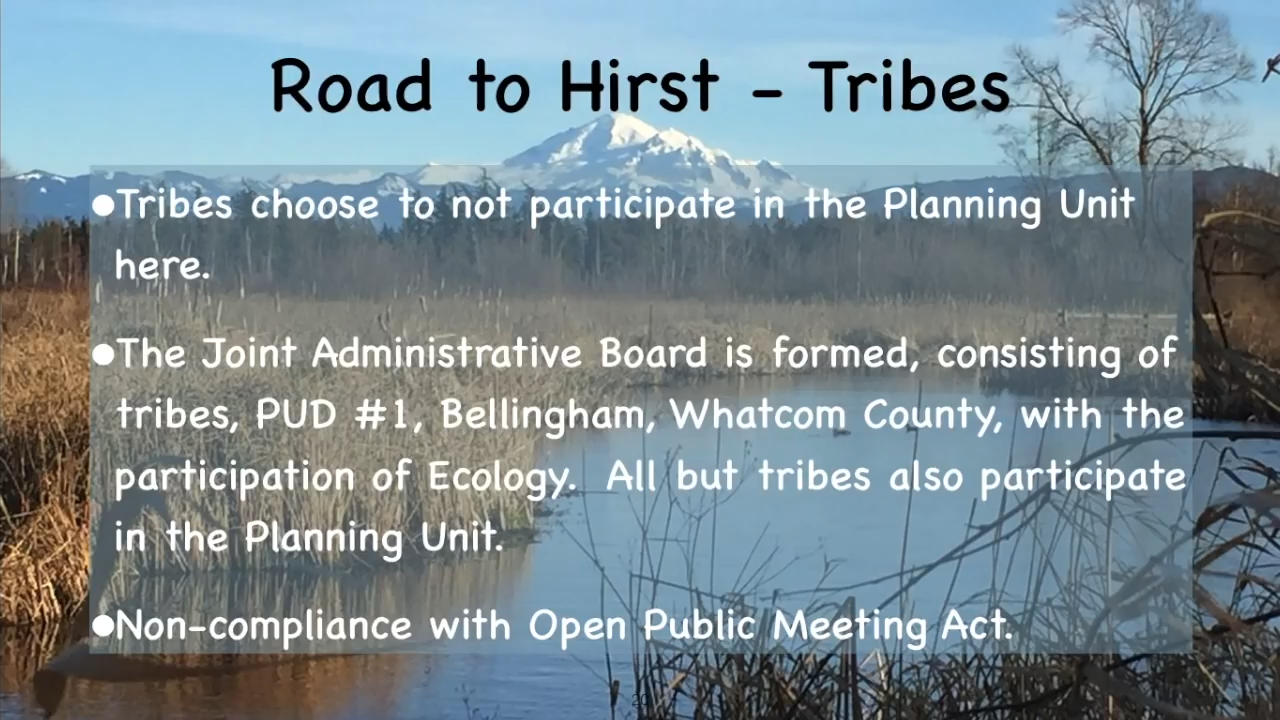 Road to Hirst - Tribes
●Tribes choose to not participate in the Planning Unit
here.
●The Joint Administrative Board is formed, consisting of
tribes, PUD #1, Bellingham, Whatcom County, with the
participation of Ecology. All but tribes also participate
in the Planning Unit.
●Non-compliance with Open Public Meeting Act.
20